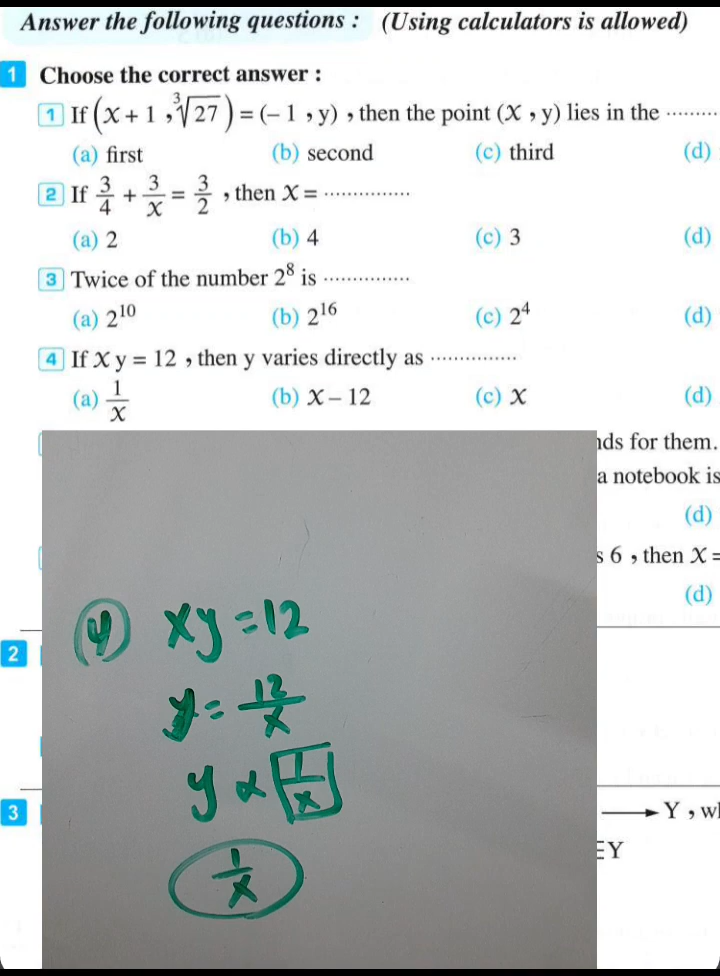 Answer the following questions : (Using calculators is allowed)
1 Choose the correct answer :
1 If (x + 1 , ∛27) = (– 1 , y) , then the point (x , y) lies in the ·········
(a) first (b) second (c) third (d)
2 If 3/4 + 3/x = 3/2 , then x = ···············
(a) 2 (b) 4 (c) 3 (d)
3 Twice of the number 2⁸ is ···············
(a) 2¹⁰ (b) 2¹⁶ (c) 2⁴ (d)
4 If x y = 12 , then y varies directly as ···············
(a) 1/x (b) x – 12 (c) x (d)
nds for them.
a notebook is
(d)
s 6 , then x =
(d)
(4) xy = 12
y = 12/x
y ∝ 1/x
1/x
2
3
⟶ Y , wh
∈Y